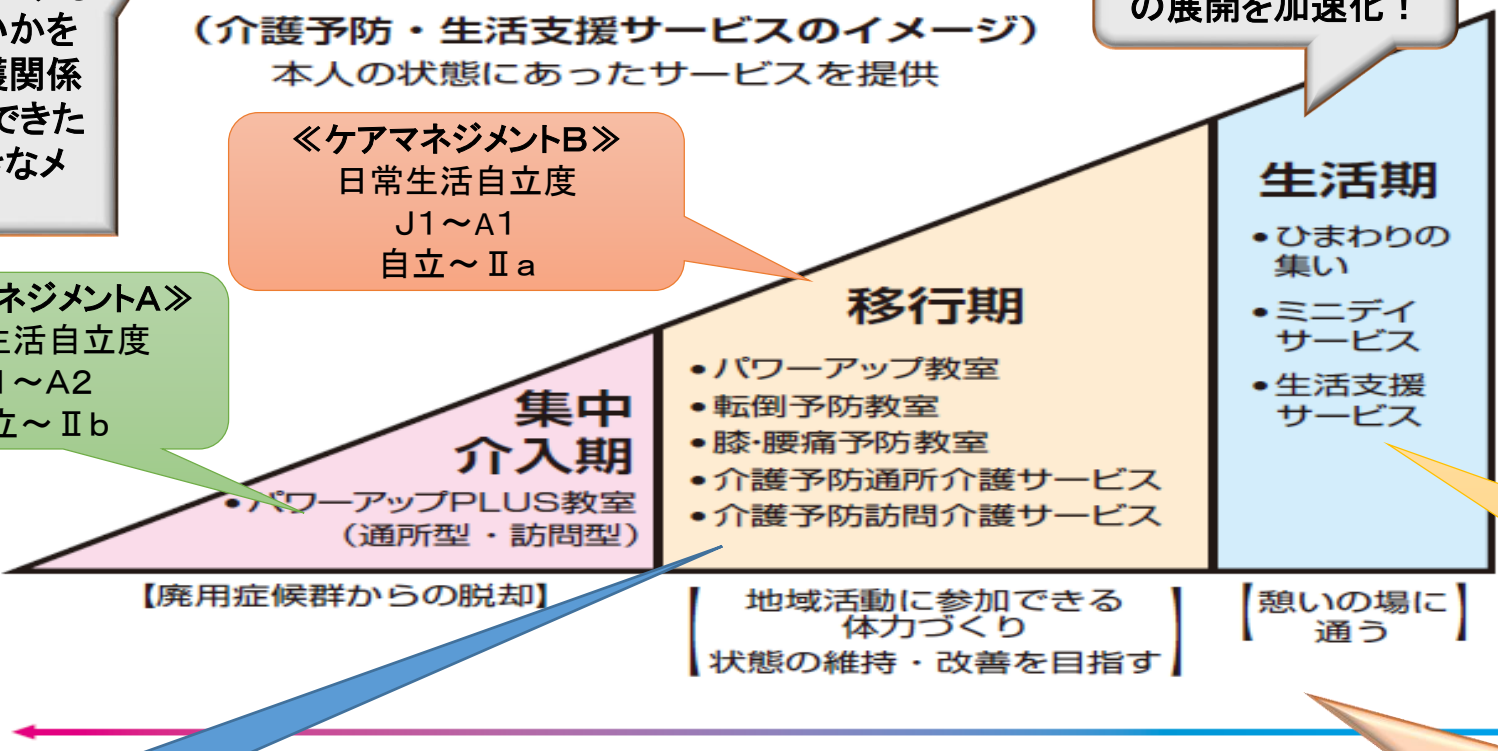 いかを
護関係
できた
なメ
の展開を加速化！
（介護予防・生活支援サービスのイメージ）
本人の状態にあったサービスを提供
≪ケアマネジメントB≫
日常生活自立度
J1～A1
自立～Ⅱa
ネジメントA≫
生活自立度
1～A2
立～Ⅱb
集中
介入期
•パワーアップPLUS教室
（通所型・訪問型）
移行期
•パワーアップ教室
•転倒予防教室
•膝･腰痛予防教室
•介護予防通所介護サービス
•介護予防訪問介護サービス
生活期
•ひまわりの
集い
•ミニデイ
サービス
•生活支援
サービス
【廃用症候群からの脱却】
【地域活動に参加できる
体力づくり
状態の維持・改善を目指す】
【憩いの場に
通う】